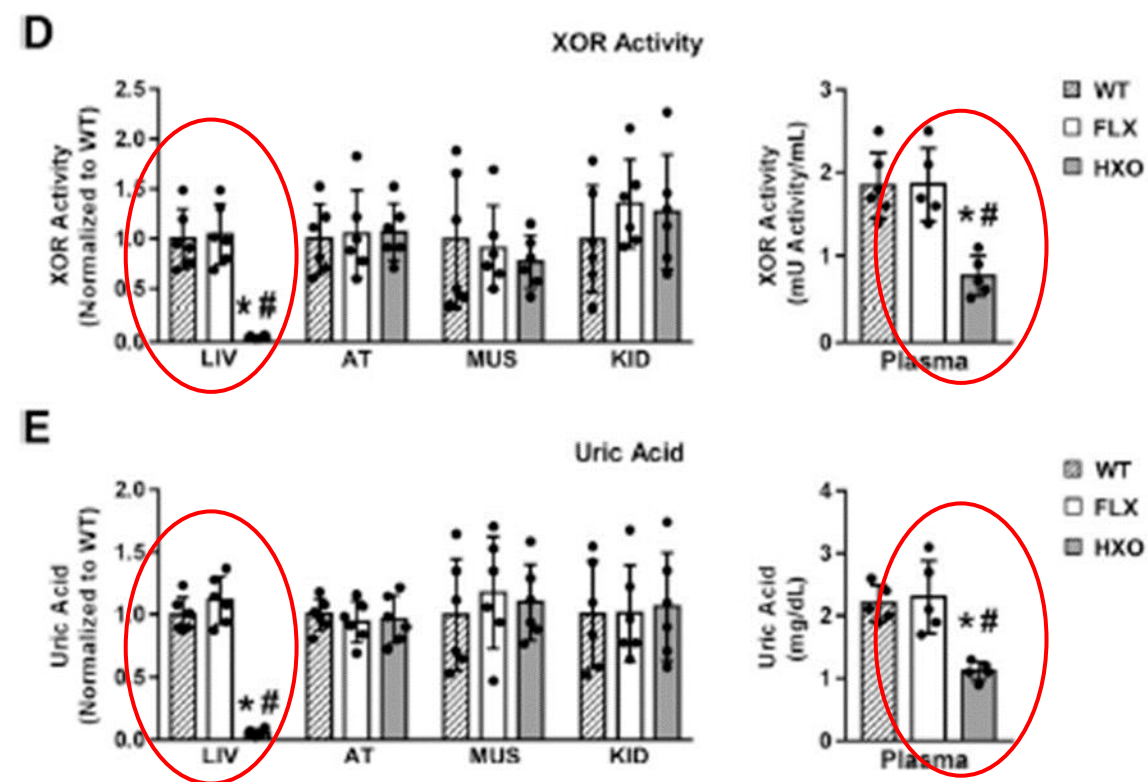 D
XOR Activity
XOR Activity
(Normalized to WT)
2.5
2.0
1.5
1.0
0.5
0.0
* #
LIV
AT
MUS
KID
XOR Activity
(mU Activity/mL)
3
2
1
0
*#
Plasma
WT
FLX
HXO
E
Uric Acid
Uric Acid
(Normalized to WT)
2.0
1.5
1.0
0.5
0.0
*#
LIV
AT
MUS
KID
Uric Acid
(mg/dL)
4
3
2
1
0
*#
Plasma
WT
FLX
HXO